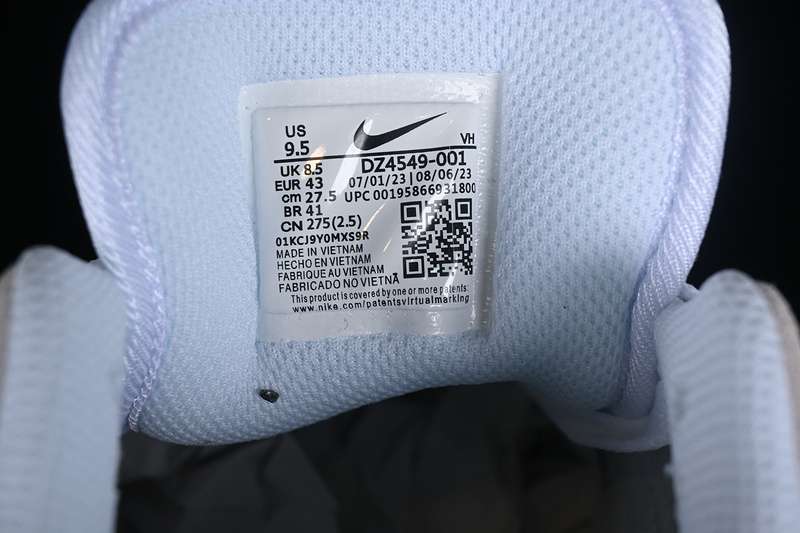 US
9.5
VH
UK 8.5
EUR 43
cm 27.5
BR 41
CN 275(2.5)
DZ4549-001
07/01/23 | 08/06/23
UPC 00195866931800
01KCJ9Y0MXS9R
MADE IN VIETNAM
HECHO EN VIETNAM
FABRIQUE AU VIETNAM
FABRICADO NO VIETNA
This product is covered by one or more patents:
www.nike.com/patentsvirtualmarking